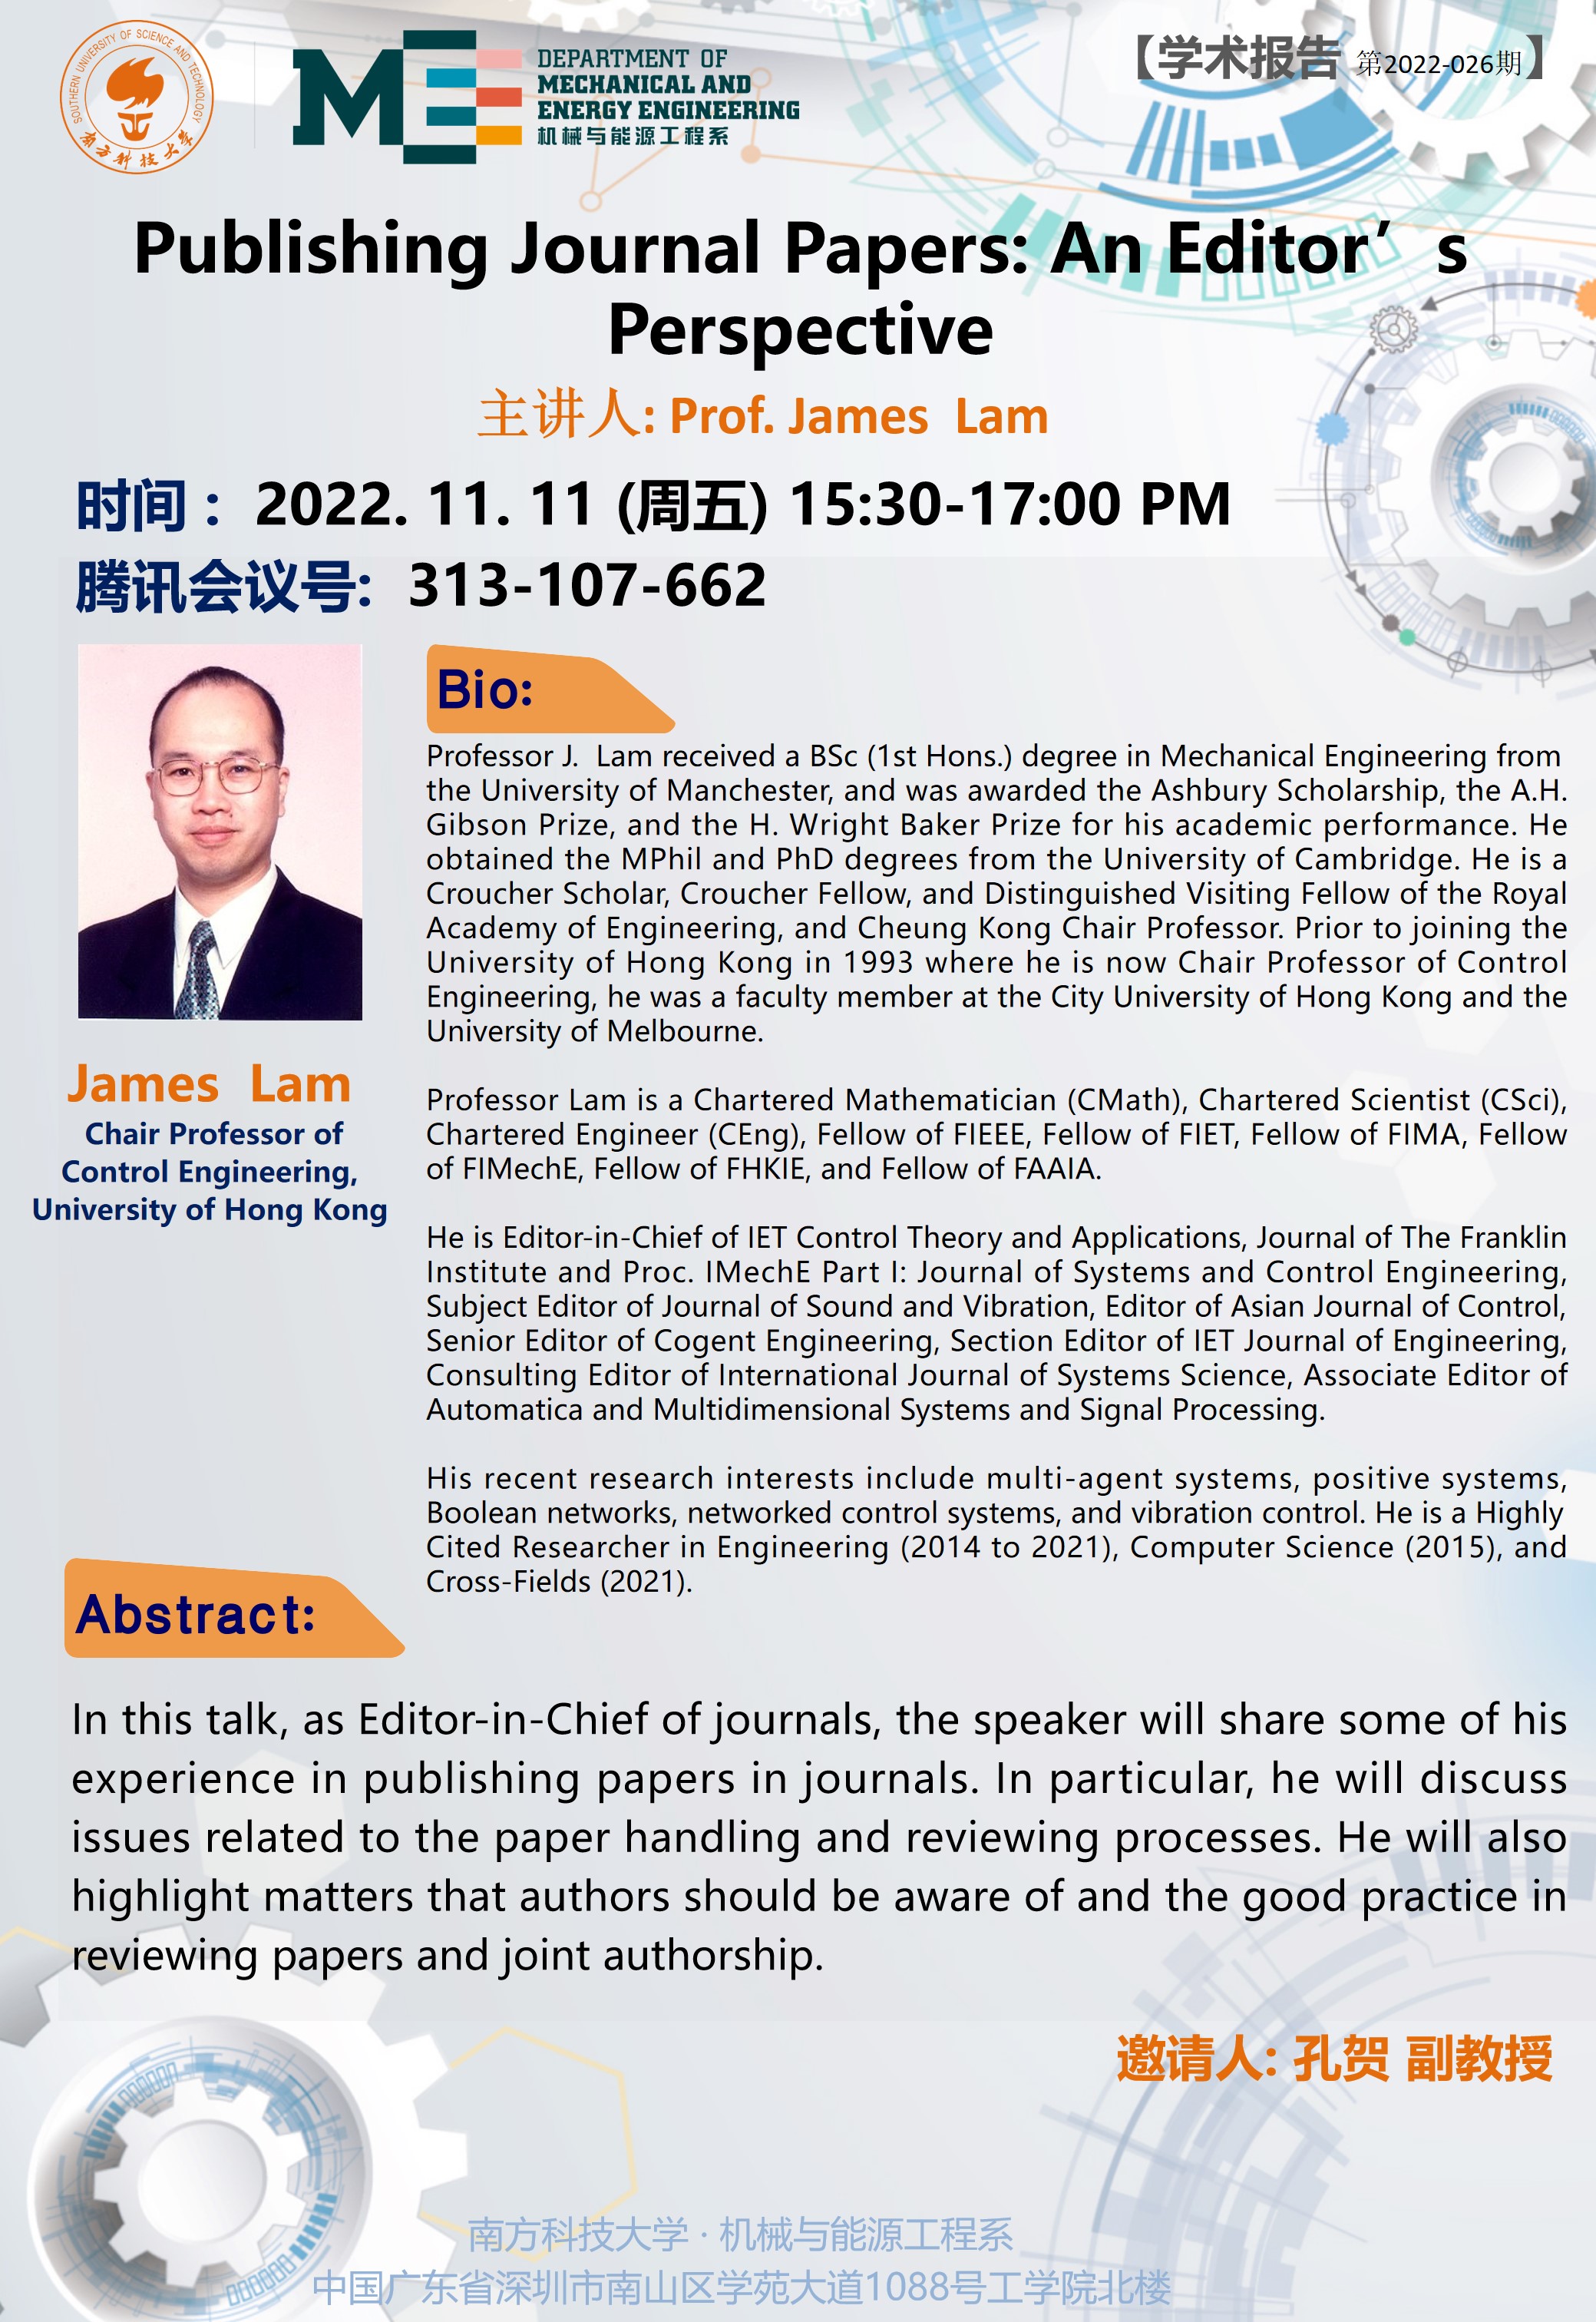 SOUTHERN UNIVERSITY OF SCIENCE AND TECHNOLOGY
南方科技大学
ME
DEPARTMENT OF
MECHANICAL AND
ENERGY ENGINEERING
机械与能源工程系
【学术报告 第2022-026期】
Publishing Journal Papers: An Editor’s
Perspective
主讲人: Prof. James Lam
时间： 2022. 11. 11 (周五) 15:30-17:00 PM
腾讯会议号: 313-107-662
Bio:
Professor J. Lam received a BSc (1st Hons.) degree in Mechanical Engineering from
the University of Manchester, and was awarded the Ashbury Scholarship, the A.H.
Gibson Prize, and the H. Wright Baker Prize for his academic performance. He
obtained the MPhil and PhD degrees from the University of Cambridge. He is a
Croucher Scholar, Croucher Fellow, and Distinguished Visiting Fellow of the Royal
Academy of Engineering, and Cheung Kong Chair Professor. Prior to joining the
University of Hong Kong in 1993 where he is now Chair Professor of Control
Engineering, he was a faculty member at the City University of Hong Kong and the
University of Melbourne.
Professor Lam is a Chartered Mathematician (CMath), Chartered Scientist (CSci),
Chartered Engineer (CEng), Fellow of FIEEE, Fellow of FIET, Fellow of FIMA, Fellow
of FIMechE, Fellow of FHKIE, and Fellow of FAAIA.
He is Editor-in-Chief of IET Control Theory and Applications, Journal of The Franklin
Institute and Proc. IMechE Part I: Journal of Systems and Control Engineering,
Subject Editor of Journal of Sound and Vibration, Editor of Asian Journal of Control,
Senior Editor of Cogent Engineering, Section Editor of IET Journal of Engineering,
Consulting Editor of International Journal of Systems Science, Associate Editor of
Automatica and Multidimensional Systems and Signal Processing.
His recent research interests include multi-agent systems, positive systems,
Boolean networks, networked control systems, and vibration control. He is a Highly
Cited Researcher in Engineering (2014 to 2021), Computer Science (2015), and
Cross-Fields (2021).
James Lam
Chair Professor of
Control Engineering,
University of Hong Kong
Abstract:
In this talk, as Editor-in-Chief of journals, the speaker will share some of his
experience in publishing papers in journals. In particular, he will discuss
issues related to the paper handling and reviewing processes. He will also
highlight matters that authors should be aware of and the good practice in
reviewing papers and joint authorship.
邀请人: 孔贺 副教授
南方科技大学 · 机械与能源工程系
中国广东省深圳市南山区学苑大道1088号工学院北楼